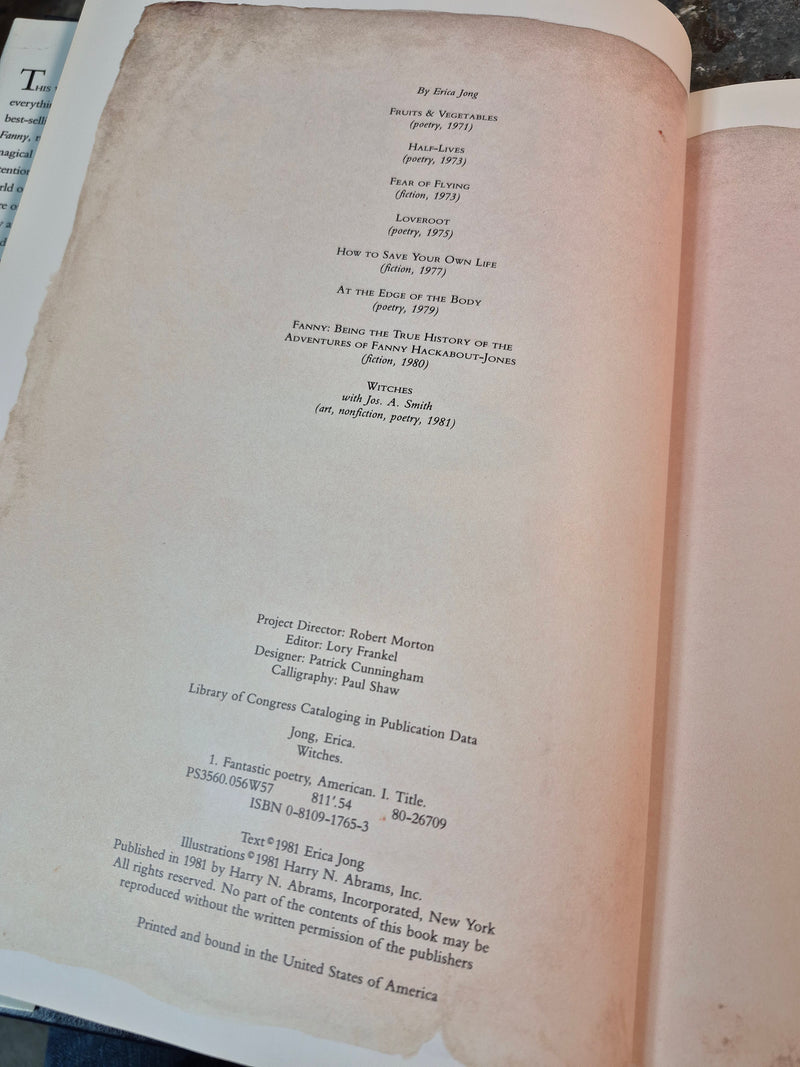 THIS
everythi
best-sell
Fanny,
magical
By Erica Jong
FRUITS & VEGETABLES
(poetry, 1971)
HALF-LIVES
(poetry, 1973)
FEAR OF FLYING
(fiction, 1973)
LOVEROOT
(poetry, 1975)
HOW TO SAVE YOUR OWN LIFE
(fiction, 1977)
AT THE EDGE OF THE BODY
(poetry, 1979)
FANNY: BEING THE TRUE HISTORY OF THE
ADVENTURES OF FANNY HACKABOUT-JONES
(fiction, 1980)
WITCHES
with Jos. A. Smith
(art, nonfiction, poetry, 1981)
Project Director: Robert Morton
Editor: Lory Frankel
Designer: Patrick Cunningham
Calligraphy: Paul Shaw
Library of Congress Cataloging in Publication Data
Jong, Erica.
Witches.
1. Fantastic poetry, American. I. Title.
PS3560.056W57 811'.54 80-26709
ISBN 0-8109-1765-3
Text © 1981 Erica Jong
Illustrations © 1981 Harry N. Abrams, Inc.
Published in 1981 by Harry N. Abrams, Incorporated, New York
All rights reserved. No part of the contents of this book may be
reproduced without the written permission of the publishers
Printed and bound in the United States of America